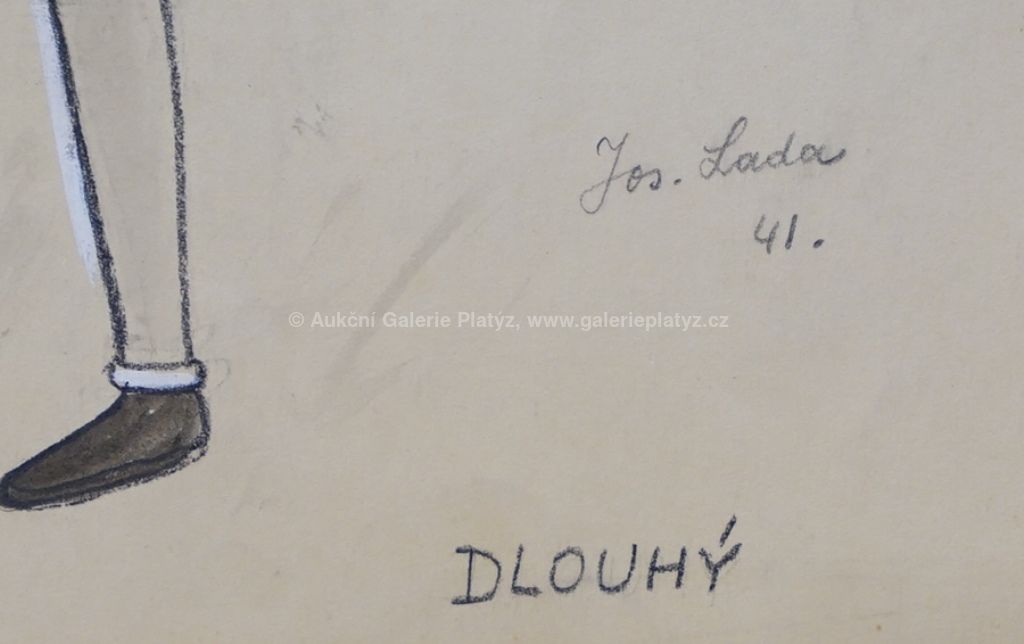 Jos. Lada
41.
© Aukční Galerie Platýz, www.galerieplatyz.cz
DLOUHÝ